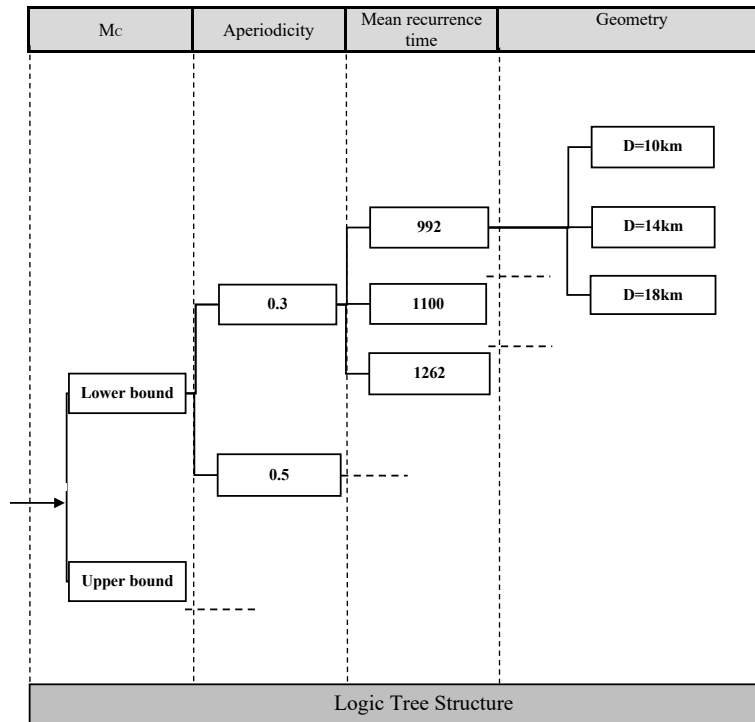 Mc
Aperiodicity
Mean recurrence
time
Geometry
D=10km
992
D=14km
0.3
1100
D=18km
1262
Lower bound
0.5
Upper bound
Logic Tree Structure